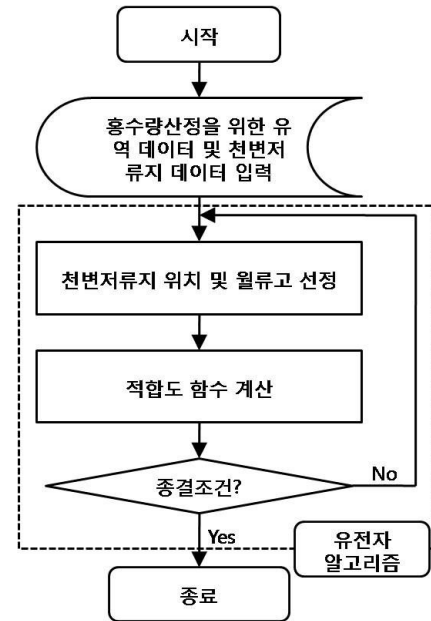 시작
홍수량산정을 위한 유
역 데이터 및 천변저
류지 데이터 입력
천변저류지 위치 및 월류고 선정
적합도 함수 계산
종결조건?
No
Yes
유전자
알고리즘
종료